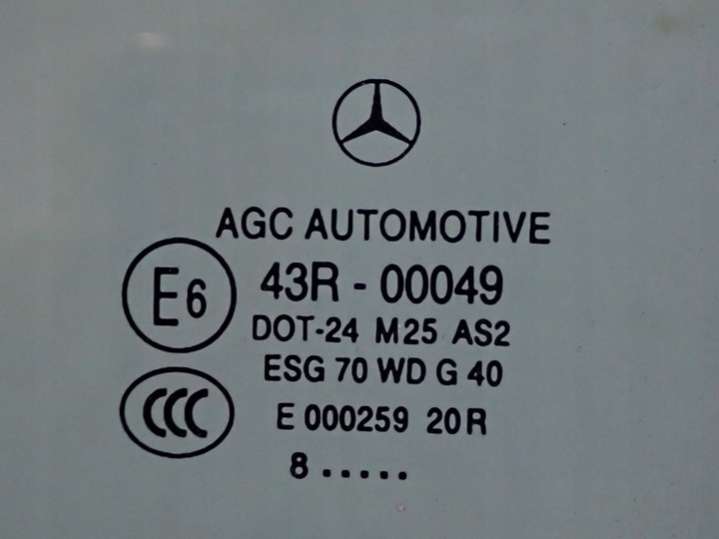 AGC AUTOMOTIVE
E6 43R - 00049
DOT-24 M25 AS2
ESG 70 WD G 40
CCC E 000259 20R
8 .....